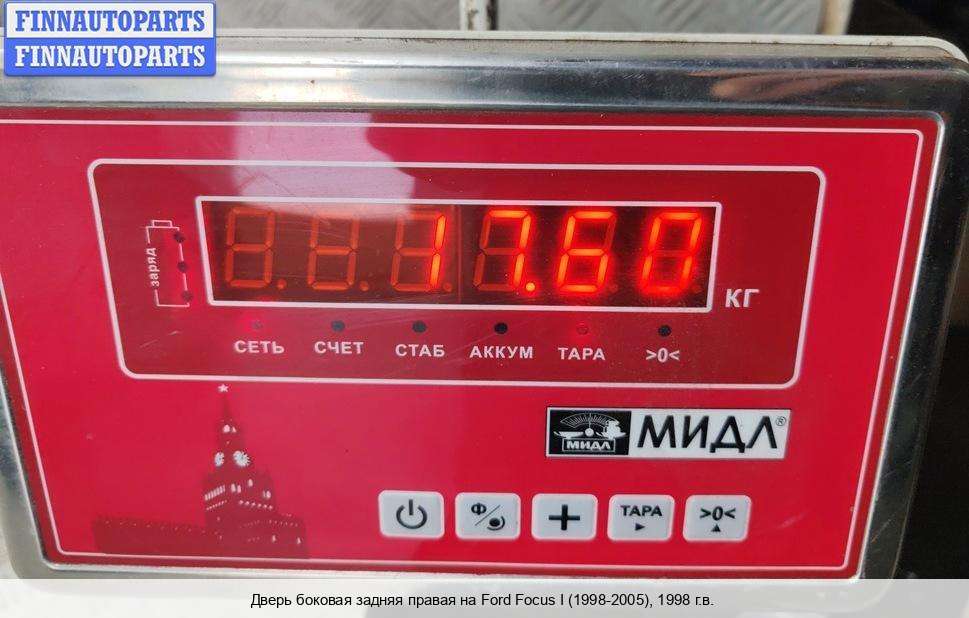 FINNAUTOPARTS
FINNAUTOPARTS
заряд
17.60
кг
СЕТЬ СЧЕТ СТАБ АККУМ ТАРА >0<
МИДЛ
МИДЛ®
Ф ТАРА >0<
Дверь боковая задняя правая на Ford Focus I (1998-2005), 1998 г.в.